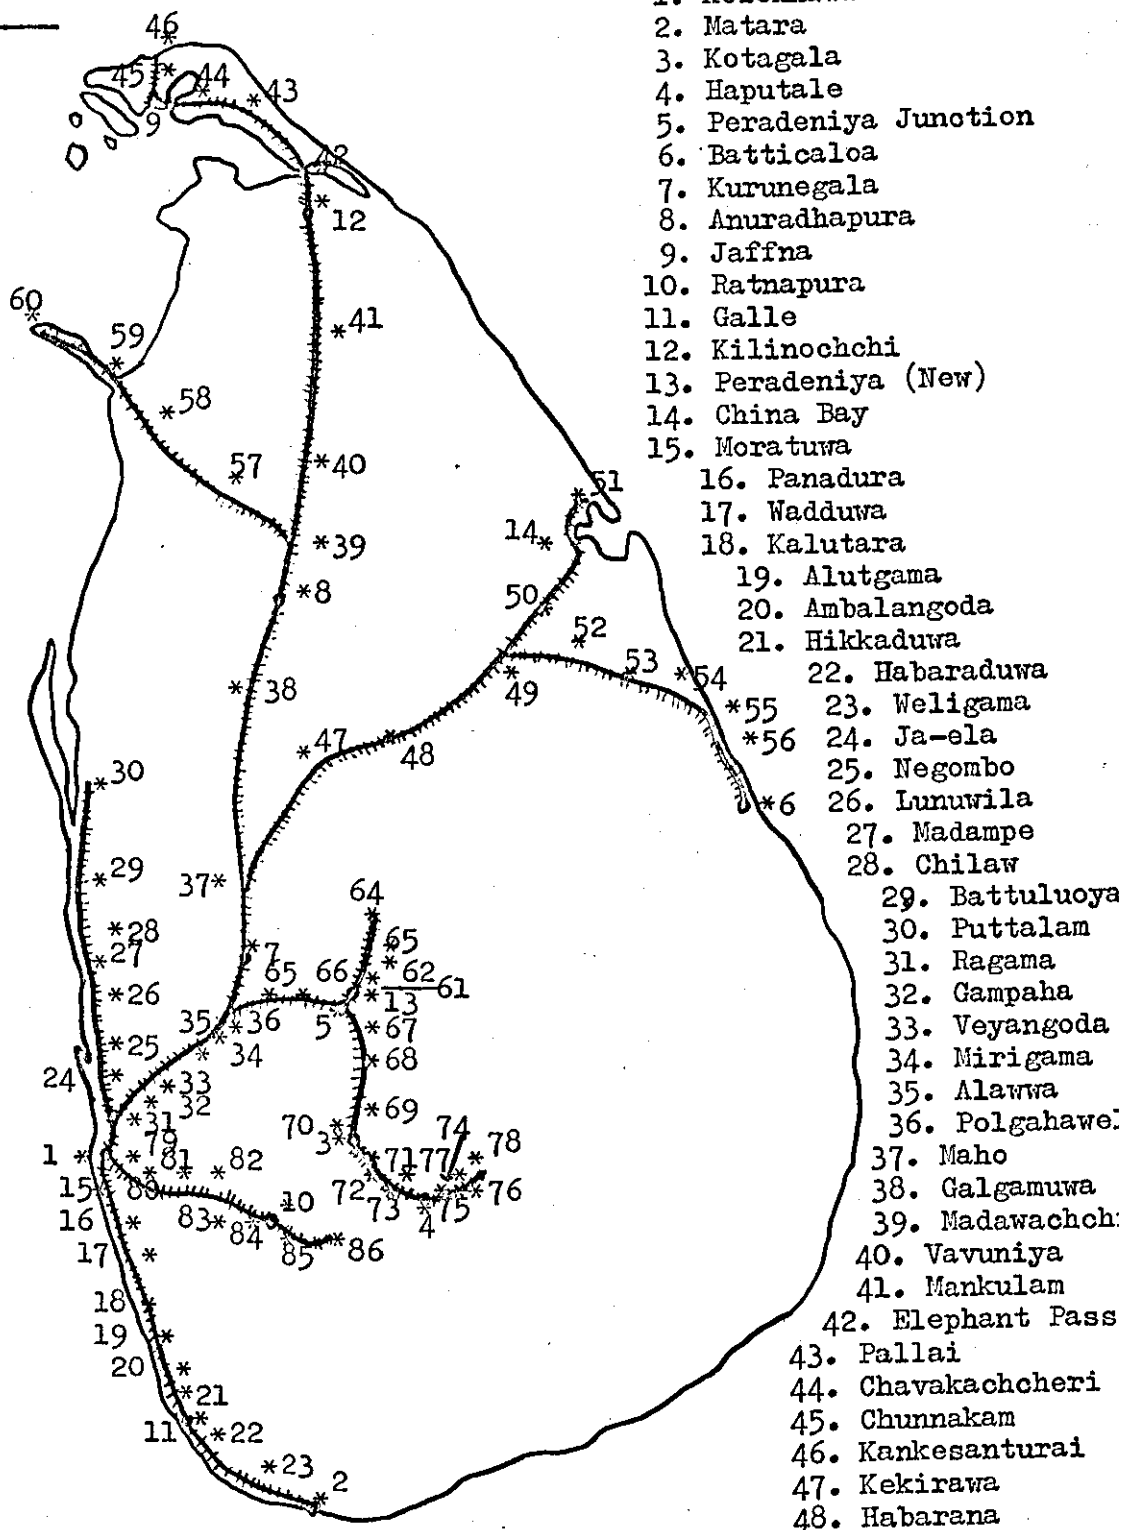 46
2. Matara
3. Kotagala
45 44 43
4. Haputale
9
5. Peradeniya Junction
42
6. Batticaloa
7. Kurunegala
12
8. Anuradhapura
9. Jaffna
10. Ratnapura
60
41
11. Galle
59
12. Kilinochchi
13. Peradeniya (New)
58
14. China Bay
57 40
15. Moratuwa
51
16. Panadura
14
17. Wadduwa
39
18. Kalutara
8
19. Alutgama
50
20. Ambalangoda
52
21. Hikkaduwa
38 49 53 54
22. Habaraduwa
55
23. Weligama
47 48 56
24. Ja-ela
30
25. Negombo
6
26. Lunuwila
27. Madampe
28. Chilaw
29 37 64
29. Battuluoya
28
30. Puttalam
27 7 65
31. Ragama
26 65 66 62
61
13
32. Gampaha
35 36 5 67
33. Veyangoda
25 34 68
34. Mirigama
24 33
32 69
35. Alawwa
31 70 74
36. Polgahawel
1 79 3 71 77 78
37. Maho
81 82
15 80 72 76
38. Galgamuwa
16 83 10 73 75
84 4
39. Madawachch
17 85 86
40. Vavuniya
41. Mankulam
18
42. Elephant Pass
19
20
43. Pallai
21
44. Chavakachcheri
11 22
45. Chunnakam
46. Kankesanturai
23 2
47. Kekirawa
48. Habarana